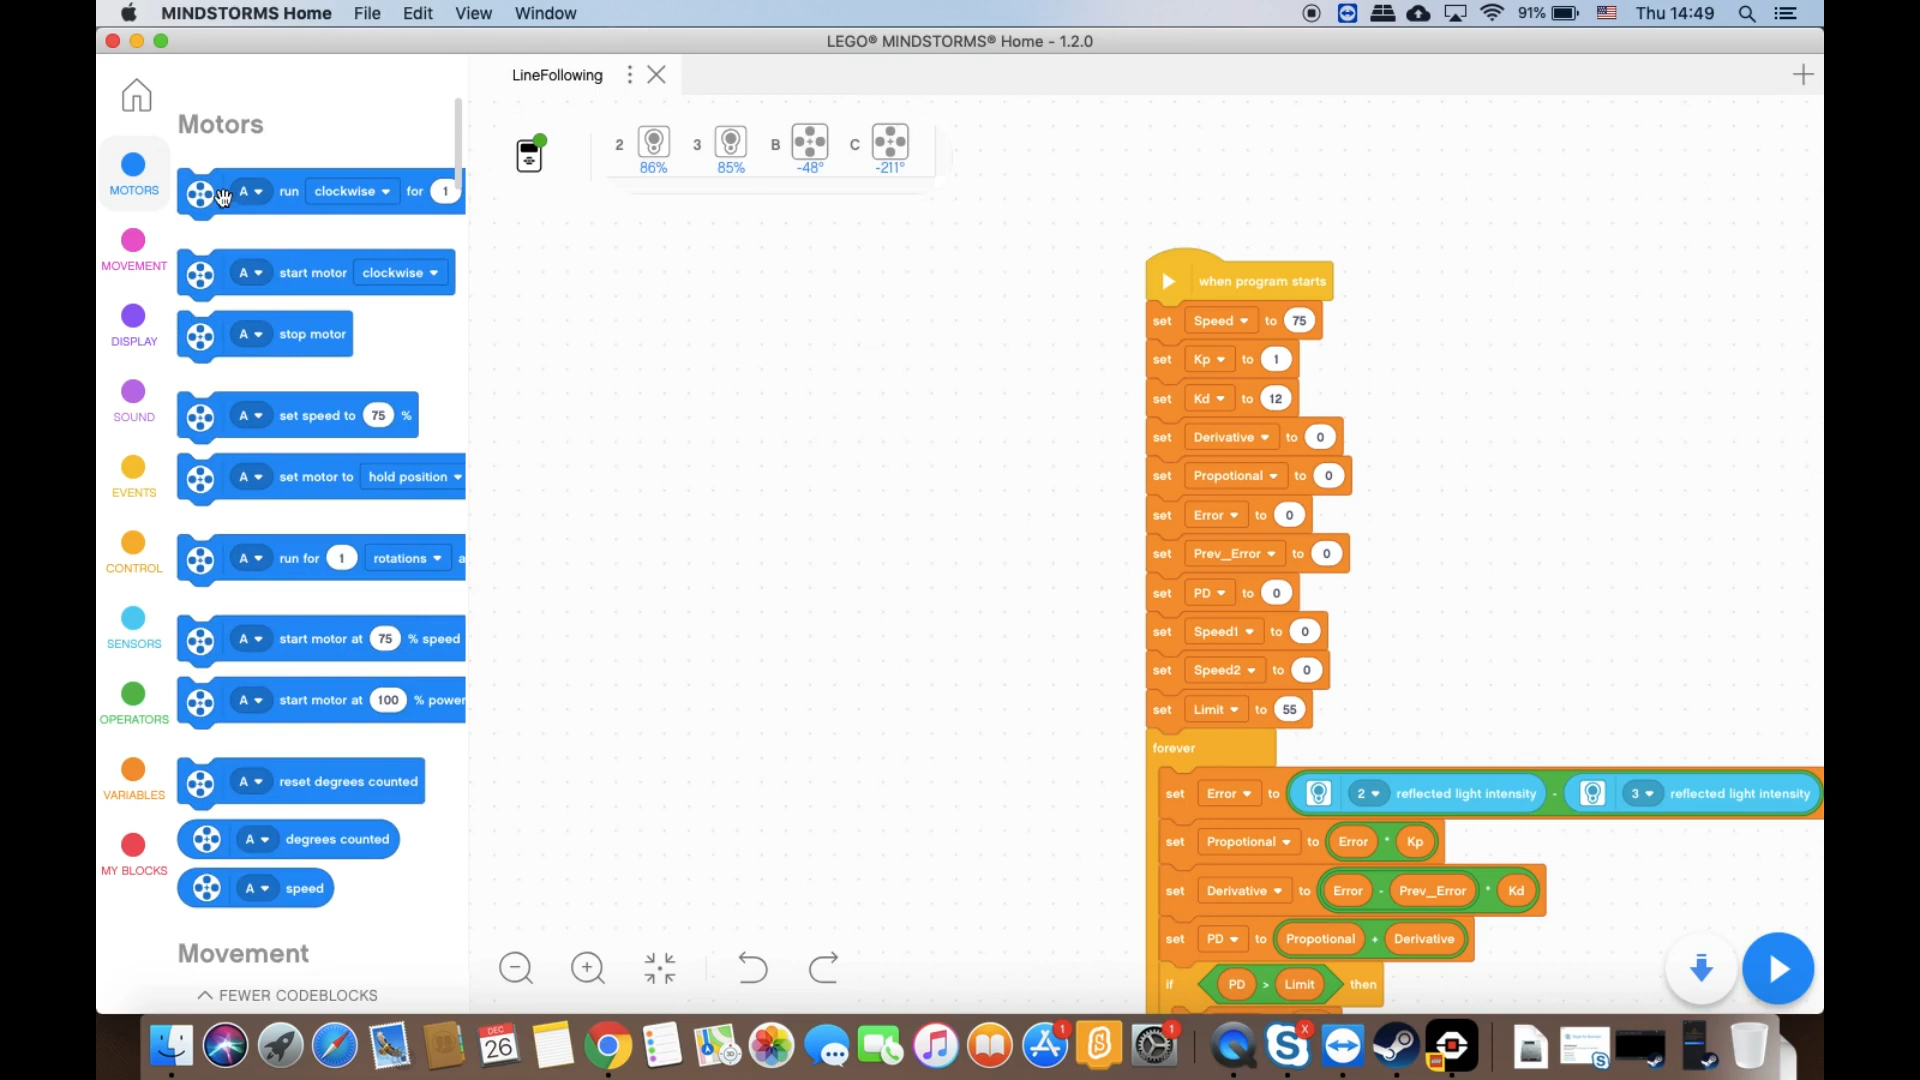 MINDSTORMS Home File Edit View Window 91% Thu 14:49
LEGO® MINDSTORMS® Home - 1.2.0
LineFollowing
2 86% 3 85% B -48° C -211°
Motors
MOTORS
MOVEMENT
DISPLAY
SOUND
EVENTS
CONTROL
SENSORS
OPERATORS
VARIABLES
MY BLOCKS
A run clockwise for 1
A start motor clockwise
A stop motor
A set speed to 75 %
A set motor to hold position
A run for 1 rotations a
A start motor at 75 % speed
A start motor at 100 % power
A reset degrees counted
A degrees counted
A speed
Movement
FEWER CODEBLOCKS
when program starts
set Speed to 75
set Kp to 1
set Kd to 12
set Derivative to 0
set Propotional to 0
set Error to 0
set Prev_Error to 0
set PD to 0
set Speed1 to 0
set Speed2 to 0
set Limit to 55
forever
set Error to 2 reflected light intensity - 3 reflected light intensity
set Propotional to Error * Kp
set Derivative to Error - Prev_Error * Kd
set PD to Propotional + Derivative
if PD > Limit then
DEC
26
1
X
1